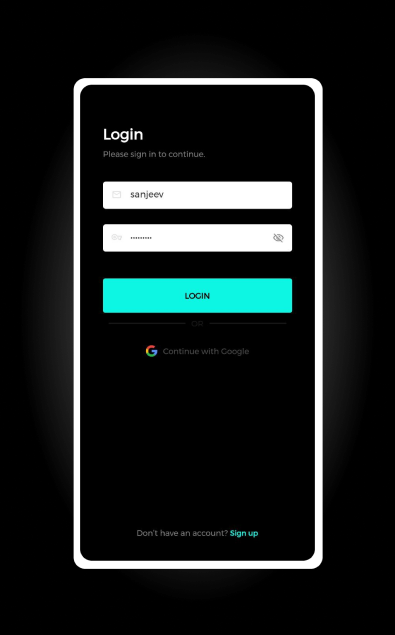 Login
Please sign in to continue.
sanjeev
•••••••••
LOGIN
OR
Continue with Google
Don't have an account? Sign up